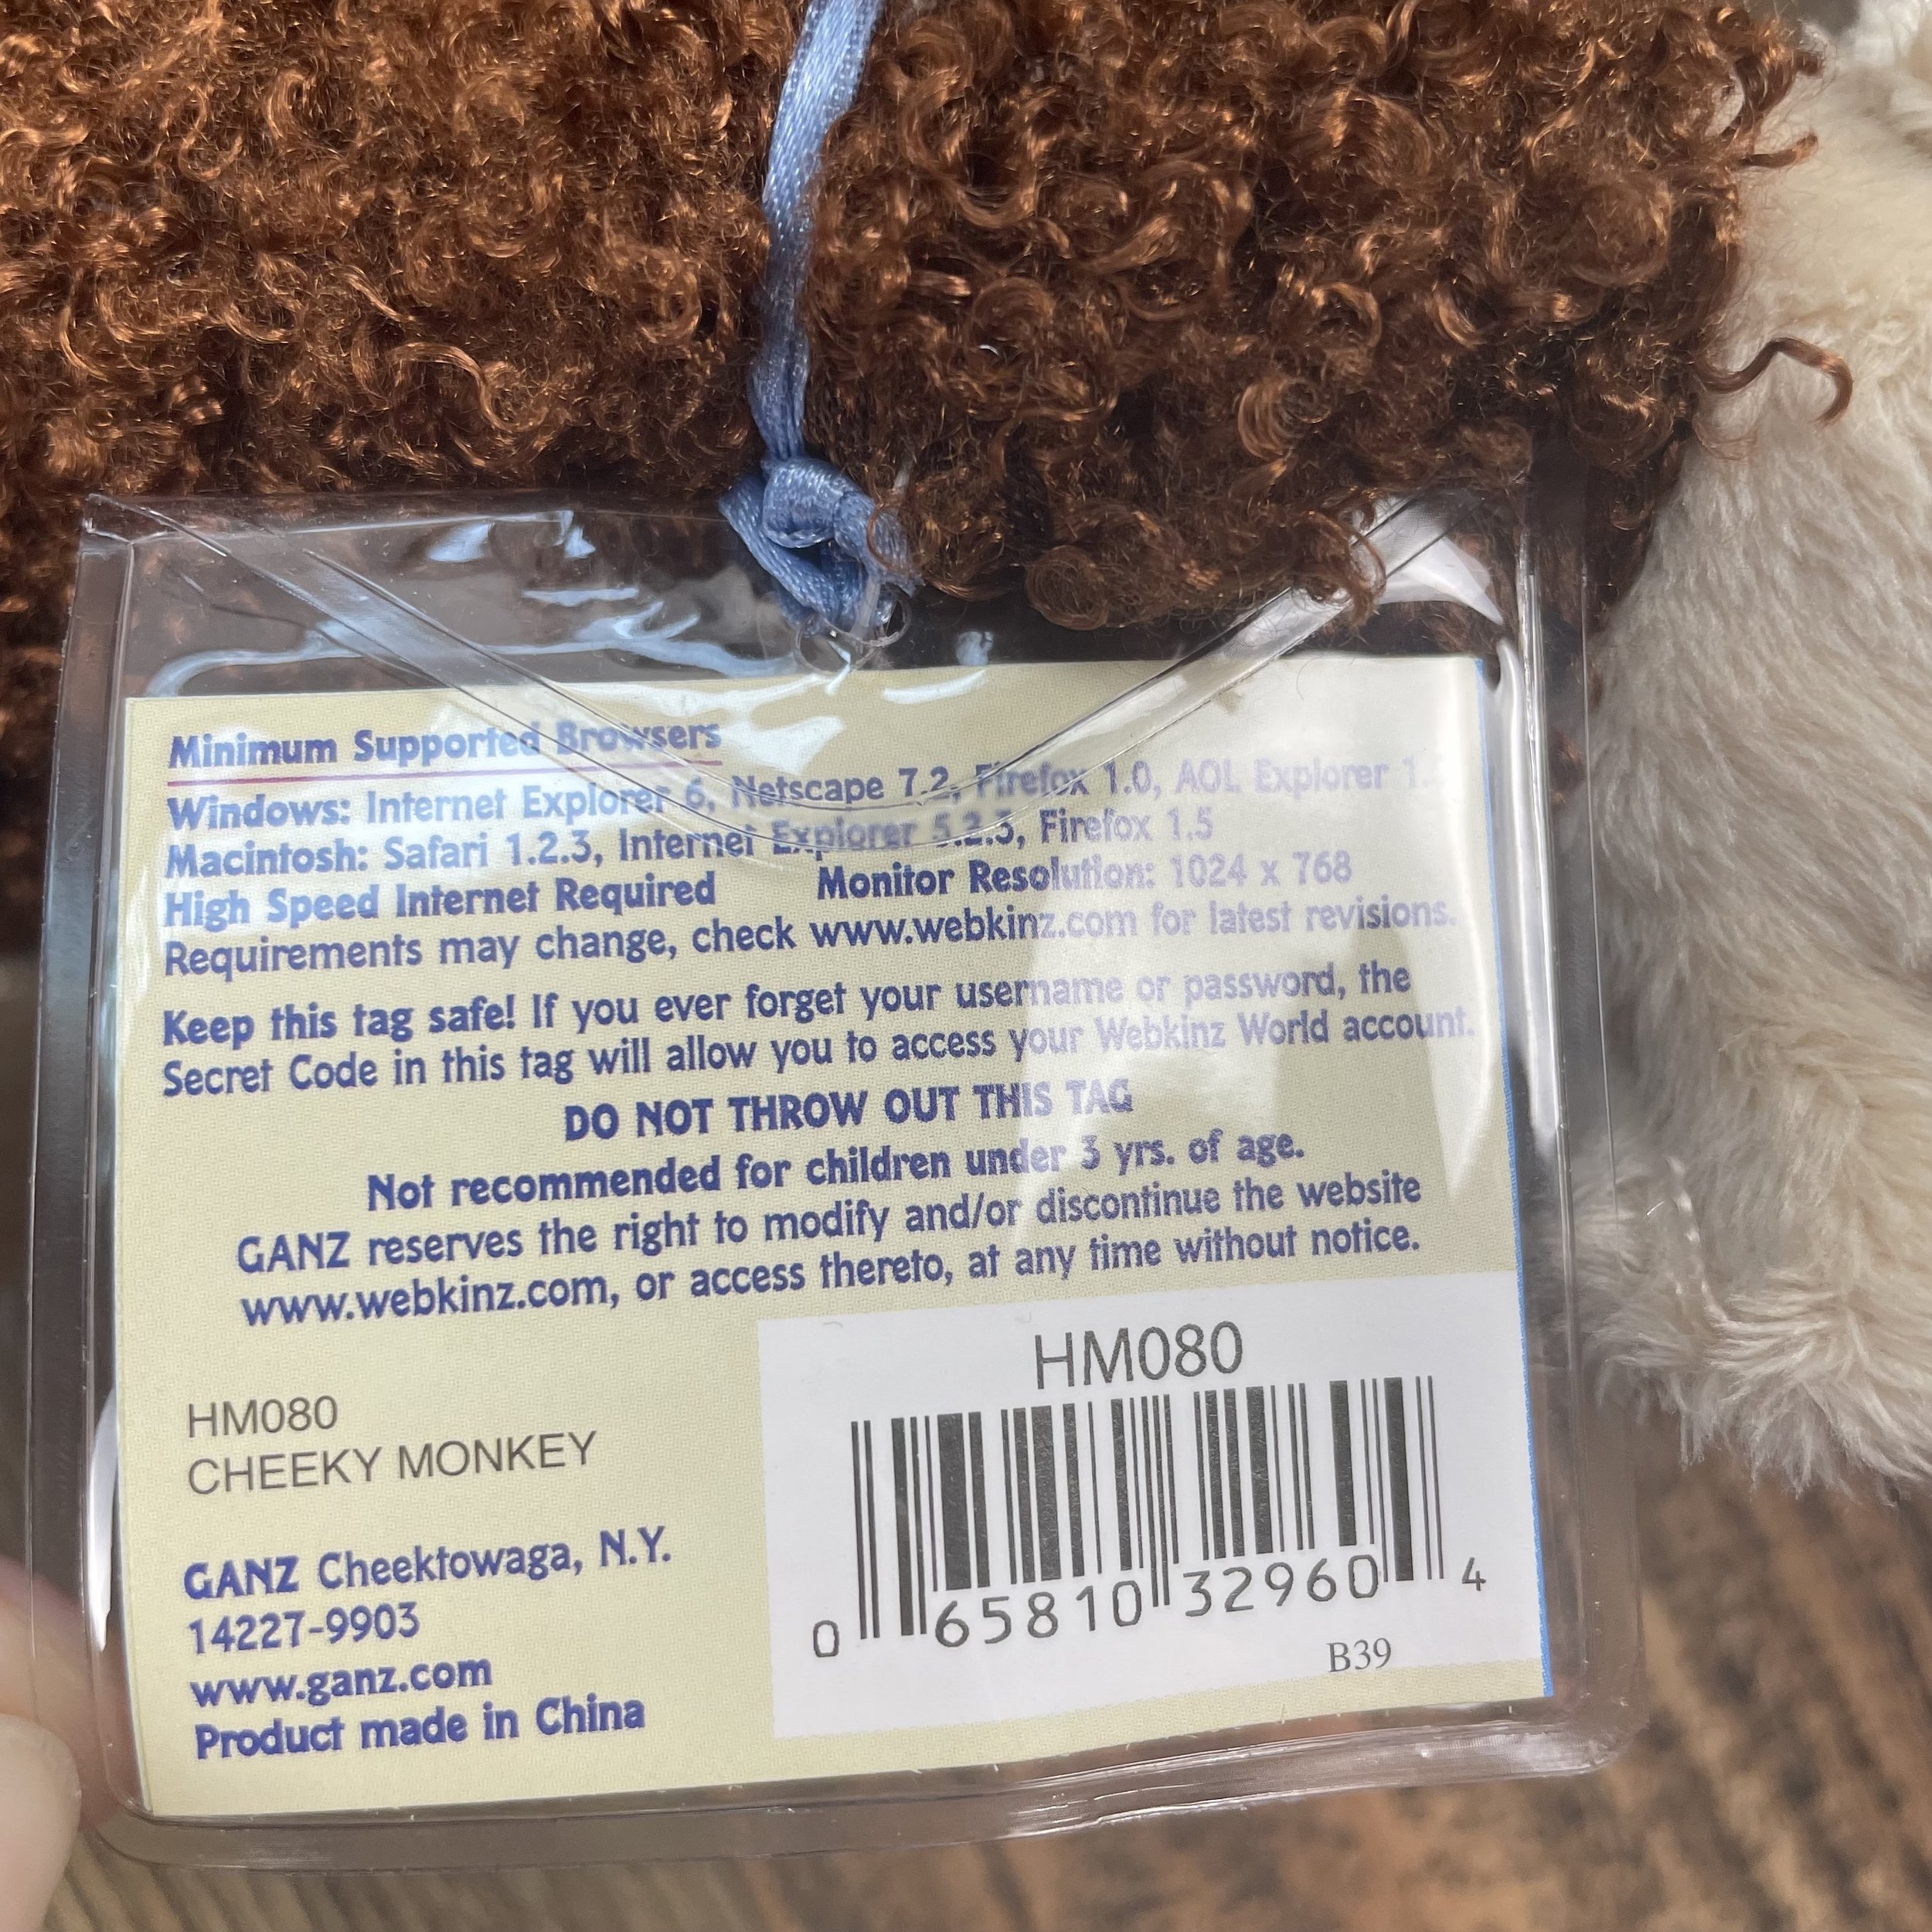 Minimum Supported Browsers
Windows: Internet Explorer 6, Netscape 7.2, Firefox 1.0, AOL Explorer
Macintosh: Safari 1.2.3, Internet Explorer 5.2.3, Firefox 1.5
High Speed Internet Required Monitor Resolution: 1024 x 768
Requirements may change, check www.webkinz.com for latest revisions.
Keep this tag safe! If you ever forget your username or password, the
Secret Code in this tag will allow you to access your Webkinz World account.
DO NOT THROW OUT THIS TAG
Not recommended for children under 3 yrs. of age.
GANZ reserves the right to modify and/or discontinue the website
www.webkinz.com, or access thereto, at any time without notice.
HM080
CHEEKY MONKEY
GANZ Cheektowaga, N.Y.
14227-9903
www.ganz.com
Product made in China
HM080
0 65810 32960 4
B39